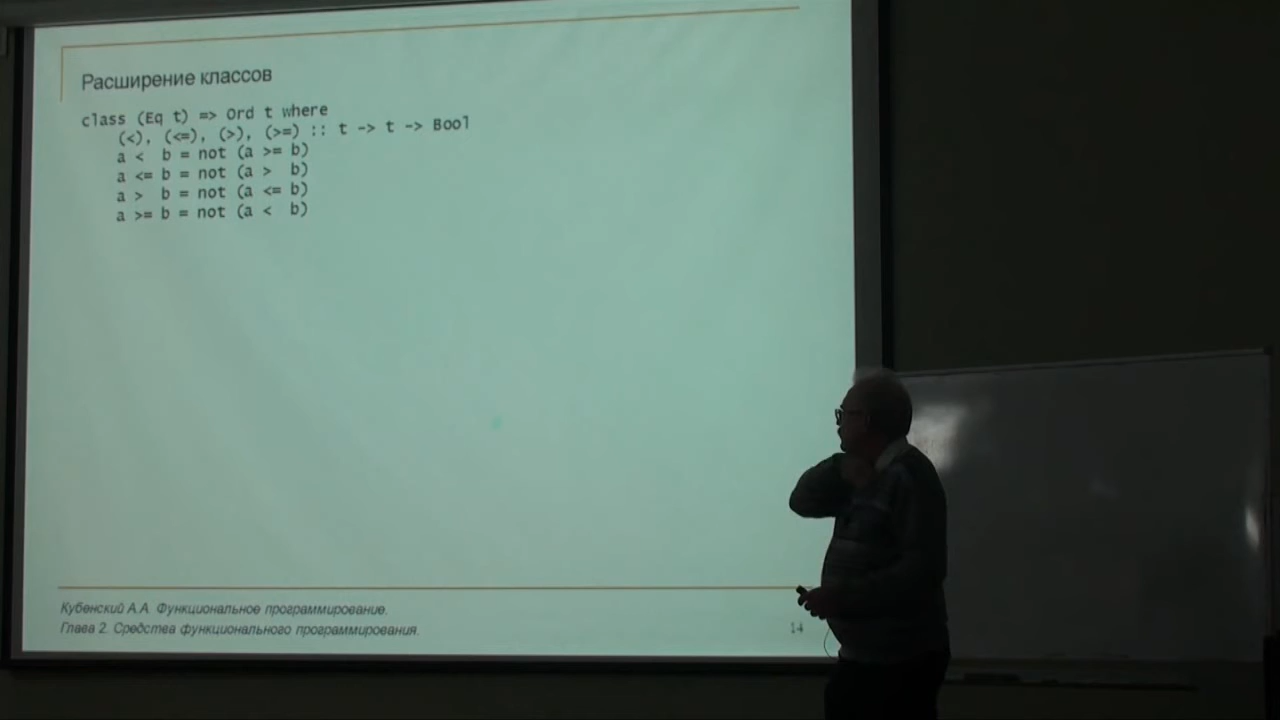 Расширение классов
class (Eq t) => Ord t where
(<), (<=), (>), (>=) :: t -> t -> Bool
a <  b = not (a >= b)
a <= b = not (a >  b)
a >  b = not (a <= b)
a >= b = not (a <  b)
Кубенский А.А. Функциональное программирование.
Глава 2. Средства функционального программирования.
14